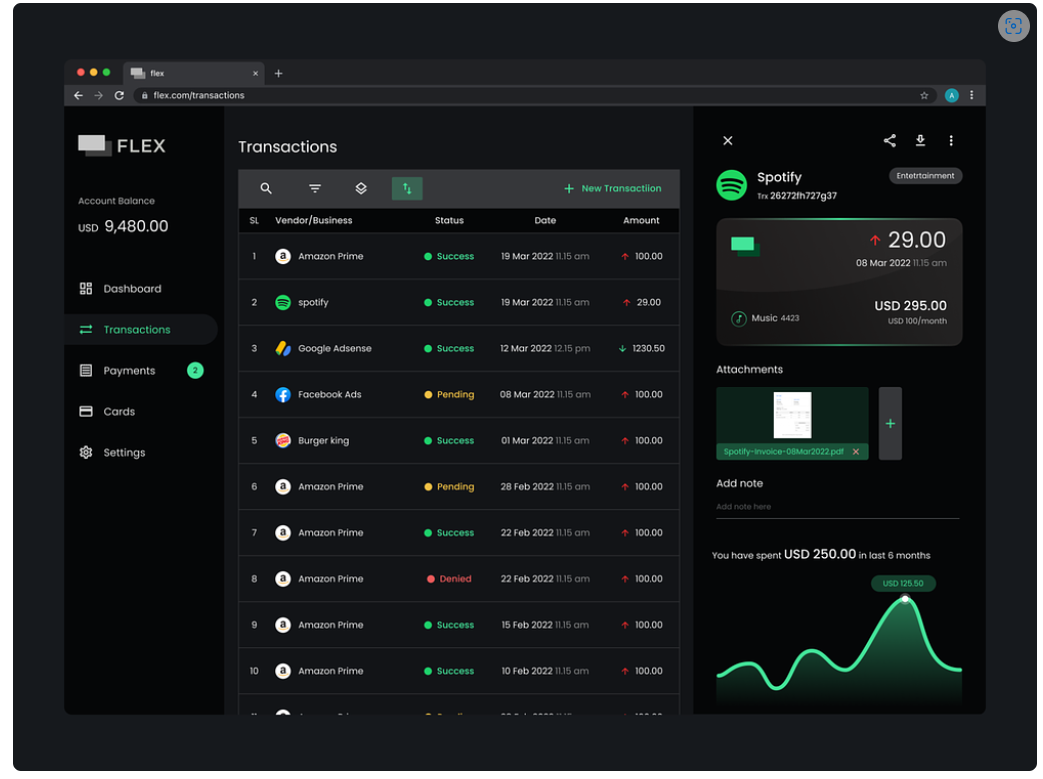 flex
flex.com/transactions
A
FLEX
Account Balance
USD 9,480.00
Dashboard
Transactions
Payments 2
Cards
Settings
Transactions
New Transactiion
SL Vendor/Business Status Date Amount
1 Amazon Prime Success 19 Mar 2022 11.15 am 100.00
2 spotify Success 19 Mar 2022 11.15 am 29.00
3 Google Adsense Success 12 Mar 2022 12.15 pm 1230.50
4 Facebook Ads Pending 08 Mar 2022 11.15 am 100.00
5 Burger king Success 01 Mar 2022 11.15 am 100.00
6 Amazon Prime Pending 28 Feb 2022 11.15 am 100.00
7 Amazon Prime Success 22 Feb 2022 11.15 am 100.00
8 Amazon Prime Denied 22 Feb 2022 11.15 am 100.00
9 Amazon Prime Success 15 Feb 2022 11.15 am 100.00
10 Amazon Prime Success 10 Feb 2022 11.15 am 100.00
Spotify
Entetrtainment
Trx 26272fh727g37
29.00
08 Mar 2022 11.15 am
USD 295.00
Music 4423
USD 100/month
Attachments
Spotify-Invoice-08Mar2022.pdf
Add note
Add note here
You have spent USD 250.00 in last 6 months
USD 125.50